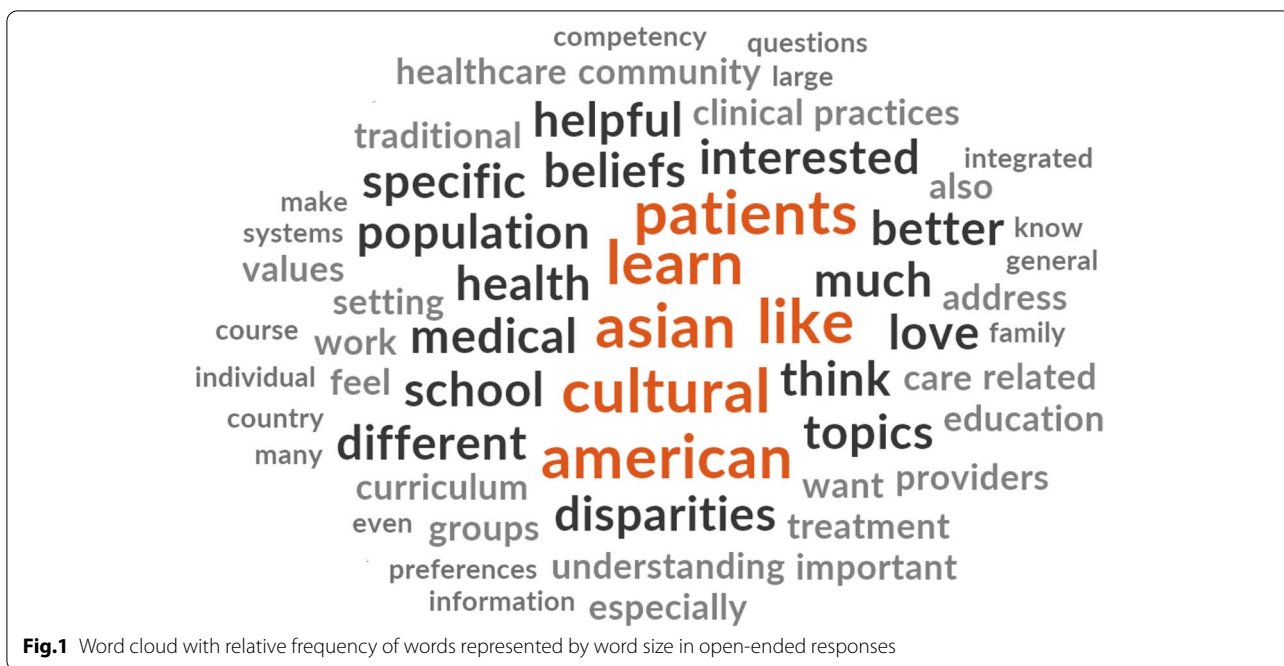 competency questions
healthcare community large
traditional helpful clinical practices
specific beliefs interested integrated
make patients also
systems population learn better know
values health much general
setting asian like address
course work medical love family
individual feel school cultural think care related
country different american topics education
many curriculum want providers
even groups disparities treatment
preferences understanding important
information especially
Fig.1 Word cloud with relative frequency of words represented by word size in open-ended responses